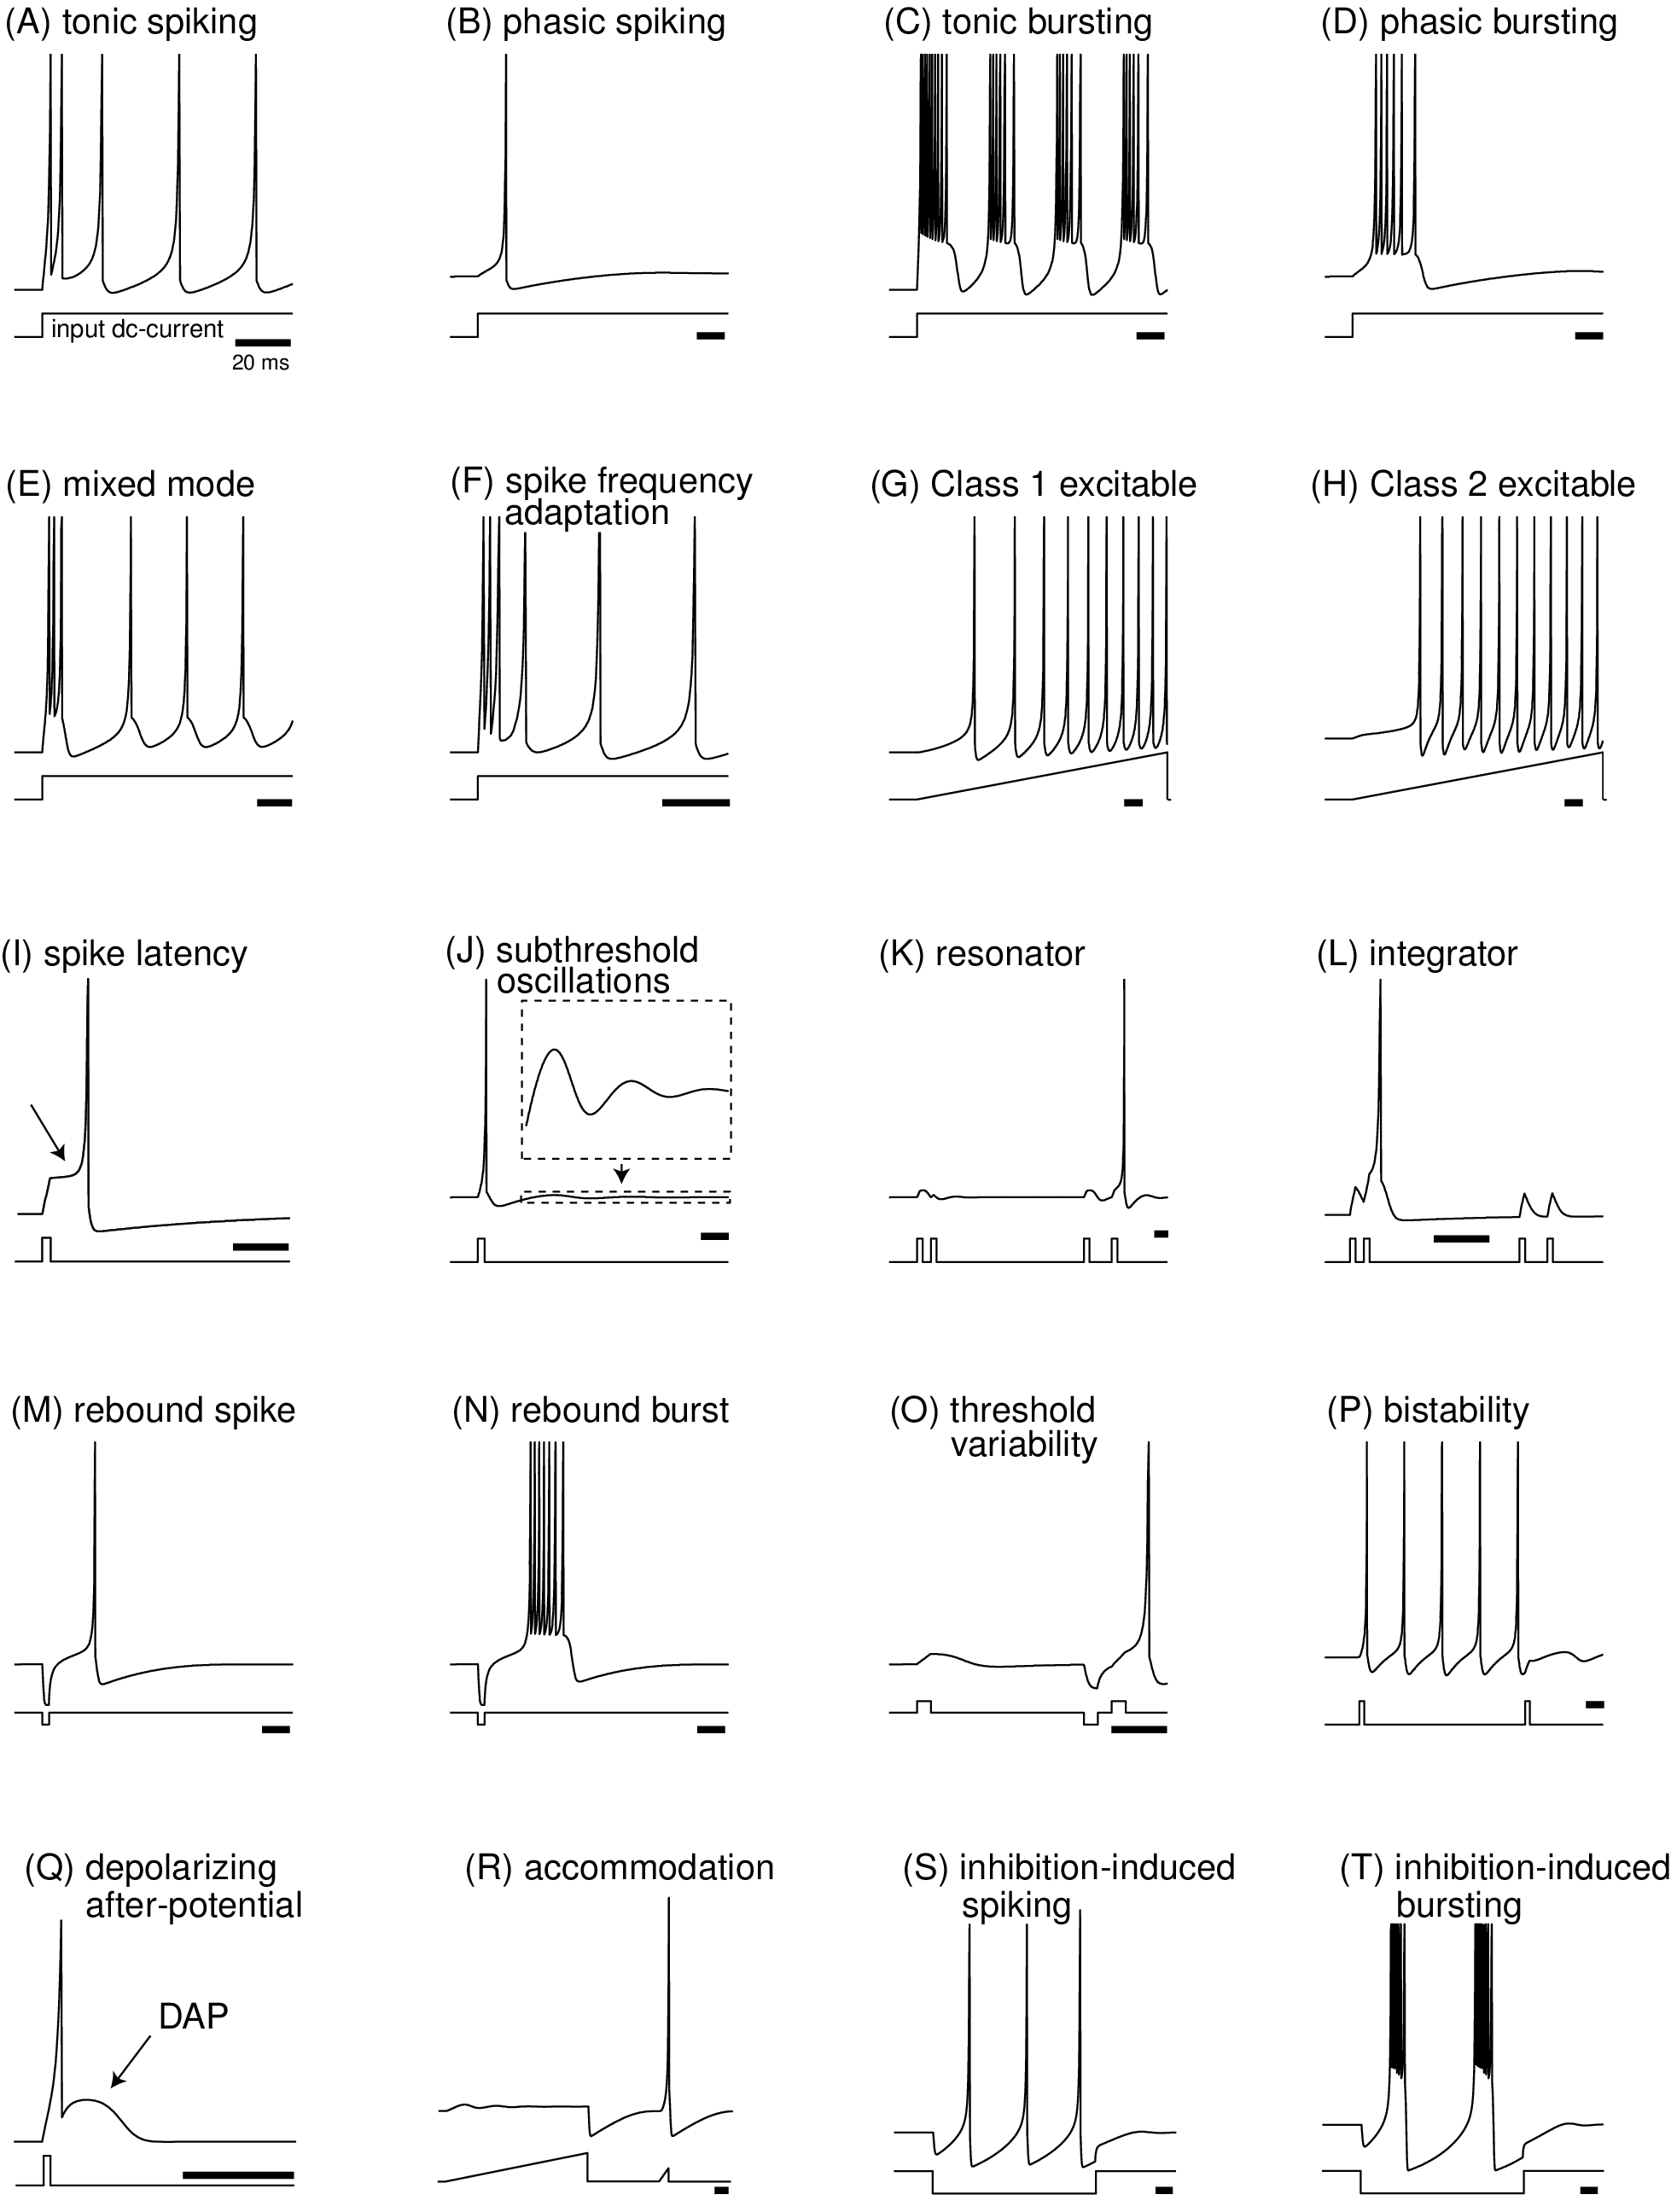 (A) tonic spiking
(B) phasic spiking
(C) tonic bursting
(D) phasic bursting
input dc-current
20 ms
(E) mixed mode
(F) spike frequency
adaptation
(G) Class 1 excitable
(H) Class 2 excitable
(I) spike latency
(J) subthreshold
oscillations
(K) resonator
(L) integrator
(M) rebound spike
(N) rebound burst
(O) threshold
variability
(P) bistability
(Q) depolarizing
after-potential
DAP
(R) accommodation
(S) inhibition-induced
spiking
(T) inhibition-induced
bursting